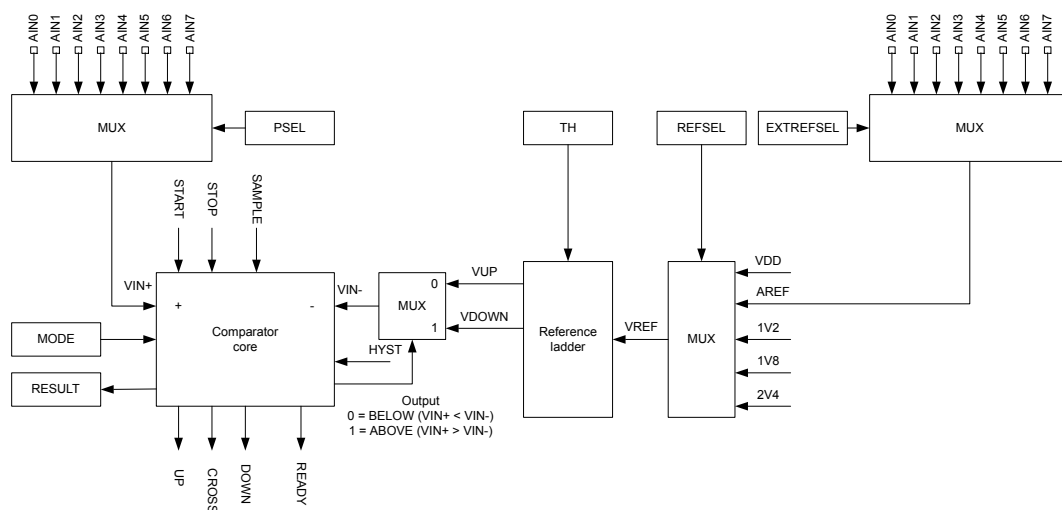 AIN0 AIN1 AIN2 AIN3 AIN4 AIN5 AIN6 AIN7
AIN0 AIN1 AIN2 AIN3 AIN4 AIN5 AIN6 AIN7
MUX
PSEL
TH
REFSEL
EXTREFSEL
MUX
START
STOP
SAMPLE
VIN+
+
VIN-
-
MUX
0
1
VUP
VDOWN
HYST
MODE
RESULT
Comparator
core
Reference
ladder
VREF
MUX
VDD
AREF
1V2
1V8
2V4
Output
0 = BELOW (VIN+ < VIN-)
1 = ABOVE (VIN+ > VIN-)
UP
CROSS
DOWN
READY